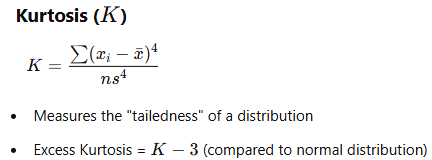 Kurtosis (K)
K = ∑(xᵢ − x̄)⁴ / ns⁴
• Measures the "tailedness" of a distribution
• Excess Kurtosis = K − 3 (compared to normal distribution)